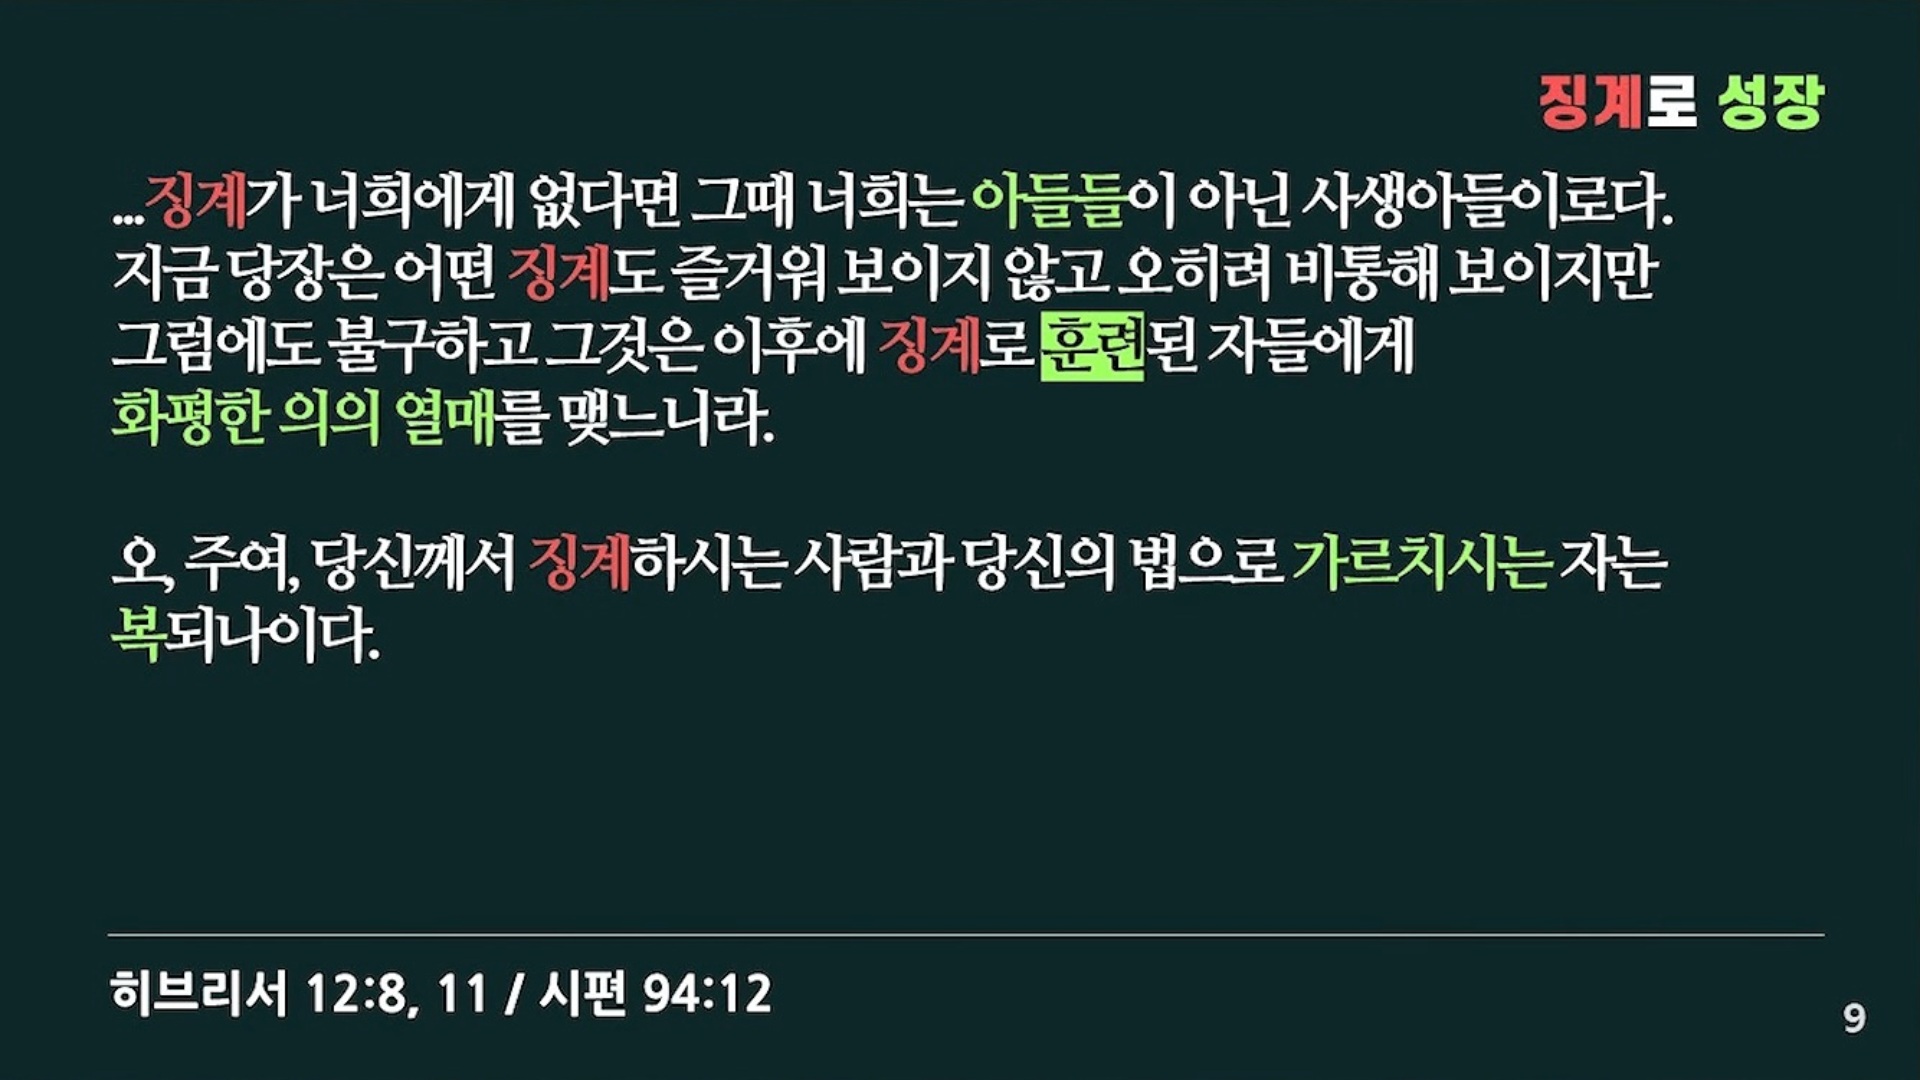 징계로 성장
...징계가 너희에게 없다면 그때 너희는 아들들이 아닌 사생아들이로다.
지금 당장은 어떤 징계도 즐거워 보이지 않고 오히려 비통해 보이지만
그럼에도 불구하고 그것은 이후에 징계로 훈련된 자들에게
화평한 의의 열매를 맺느니라.
오, 주여, 당신께서 징계하시는 사람과 당신의 법으로 가르치시는 자는
복되나이다.
히브리서 12:8, 11 / 시편 94:12
9